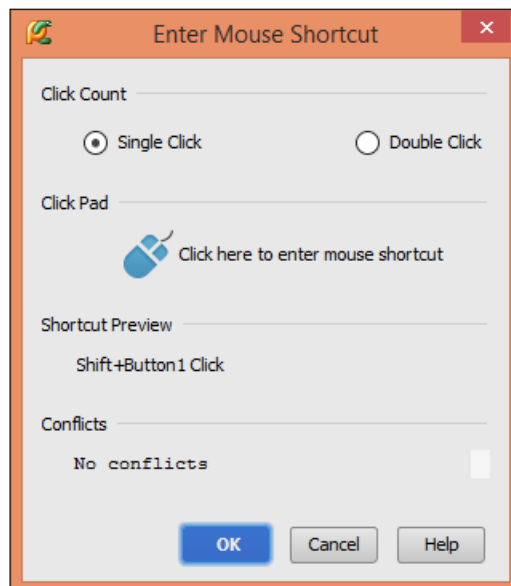 Enter Mouse Shortcut
Click Count
Single Click Double Click
Click Pad
Click here to enter mouse shortcut
Shortcut Preview
Shift+Button1 Click
Conflicts
No conflicts
OK Cancel Help